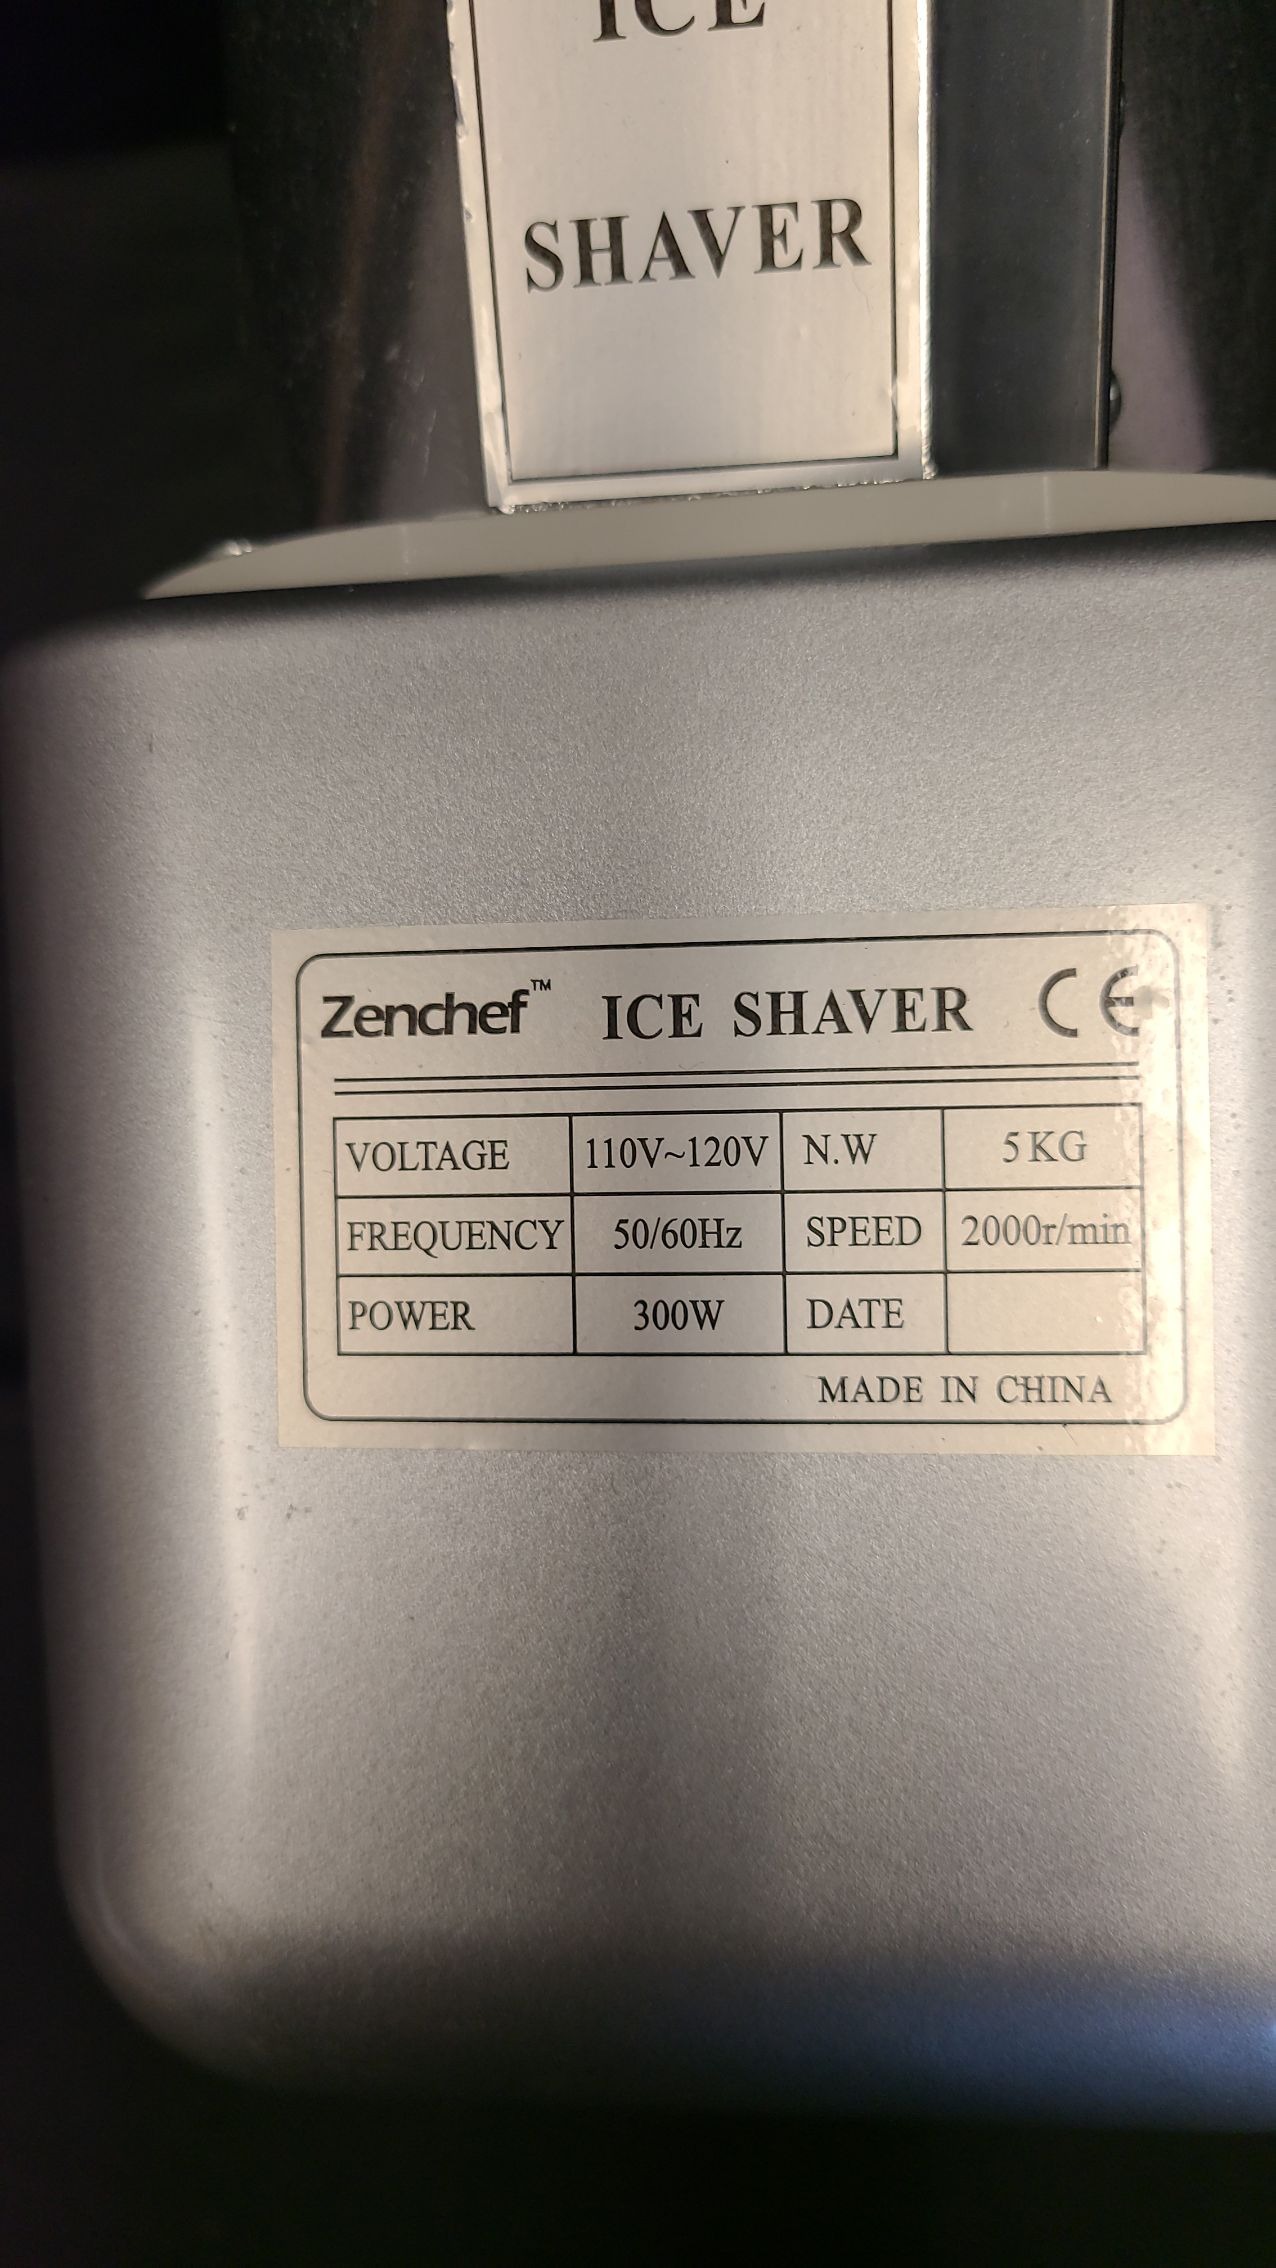 ICE
SHAVER
Zenchef™ ICE SHAVER CE
VOLTAGE 110V~120V N.W 5KG
FREQUENCY 50/60Hz SPEED 2000r/min
POWER 300W DATE
MADE IN CHINA